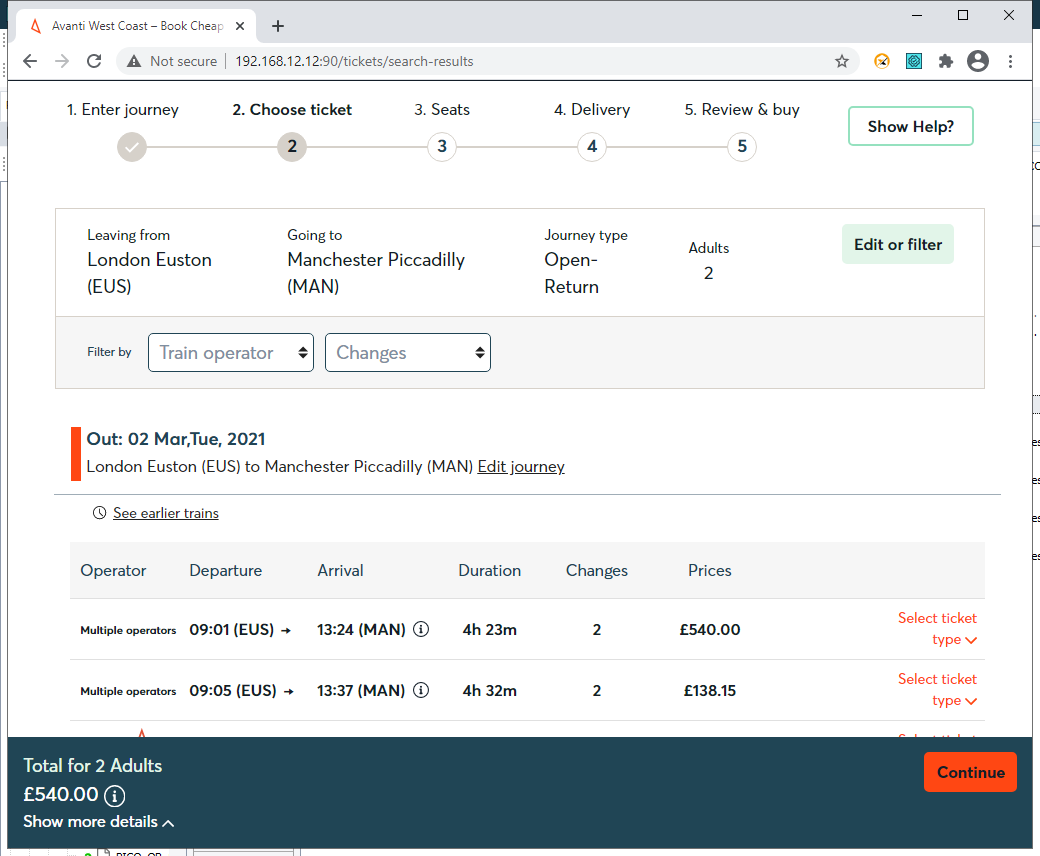 Avanti West Coast – Book Cheap
Not secure
192.168.12.12:90/tickets/search-results
1. Enter journey
2. Choose ticket
3. Seats
4. Delivery
5. Review & buy
2
3
4
5
Show Help?
Leaving from
London Euston
(EUS)
Going to
Manchester Piccadilly
(MAN)
Journey type
Open-
Return
Adults
2
Edit or filter
Filter by
Train operator
Changes
Out: 02 Mar,Tue, 2021
London Euston (EUS) to Manchester Piccadilly (MAN) Edit journey
See earlier trains
Operator Departure Arrival Duration Changes Prices
Multiple operators 09:01 (EUS) → 13:24 (MAN) 4h 23m 2 £540.00
Select ticket
type
Multiple operators 09:05 (EUS) → 13:37 (MAN) 4h 32m 2 £138.15
Select ticket
type
Total for 2 Adults
£540.00
Show more details
Continue